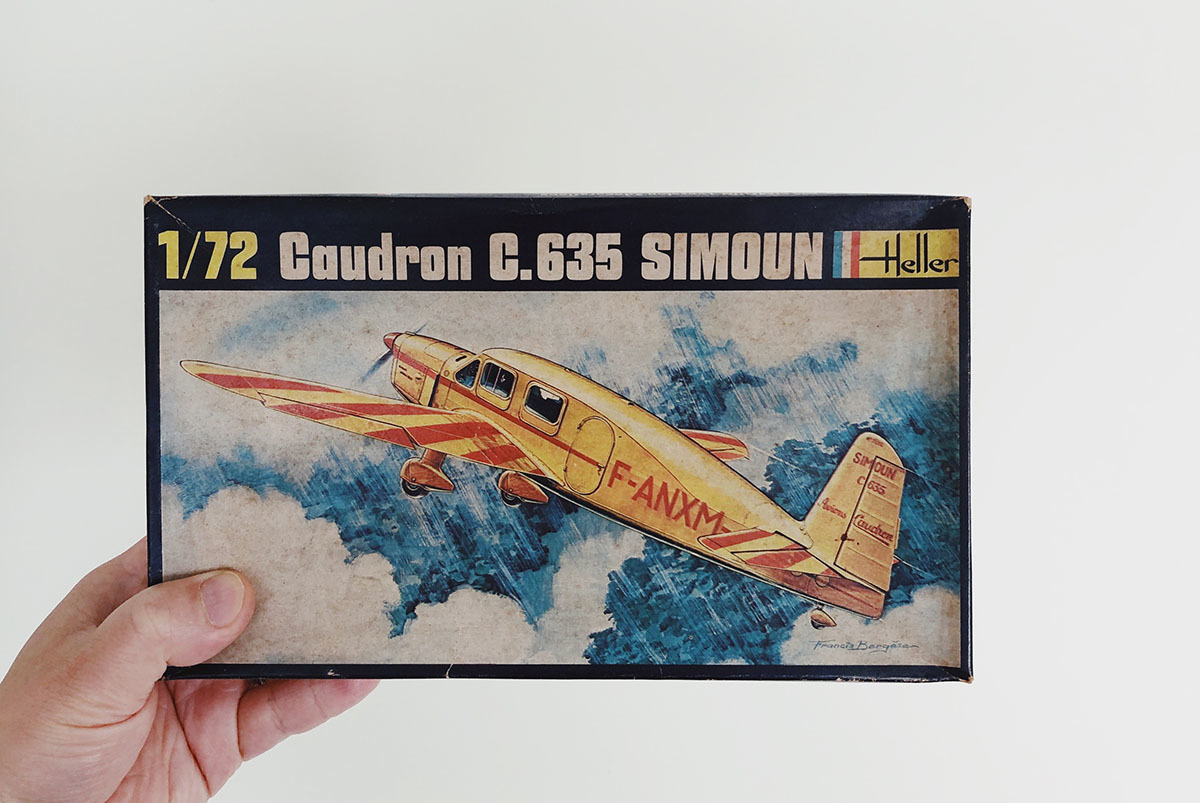 1/72 Caudron C.635 SIMOUN Heller
F-ANXM
SIMOUN
C 635
Avions Caudron
Francis Bergèse